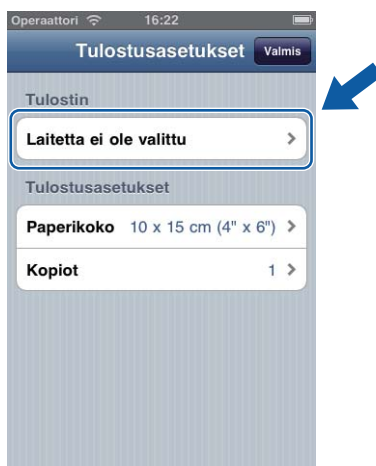 Operaattori 16:22
Tulostusasetukset Valmis
Tulostin
Laitetta ei ole valittu
Tulostusasetukset
Paperikoko 10 x 15 cm (4" x 6")
Kopiot 1